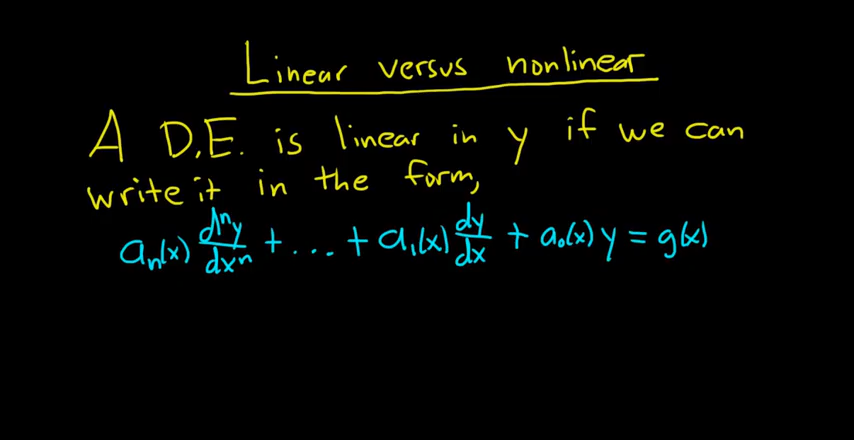 Linear versus nonlinear
A D.E. is linear in y if we can
write it in the form,
aₙ(x) dⁿy/dxⁿ + ... + a₁(x) dy/dx + a₀(x) y = g(x)